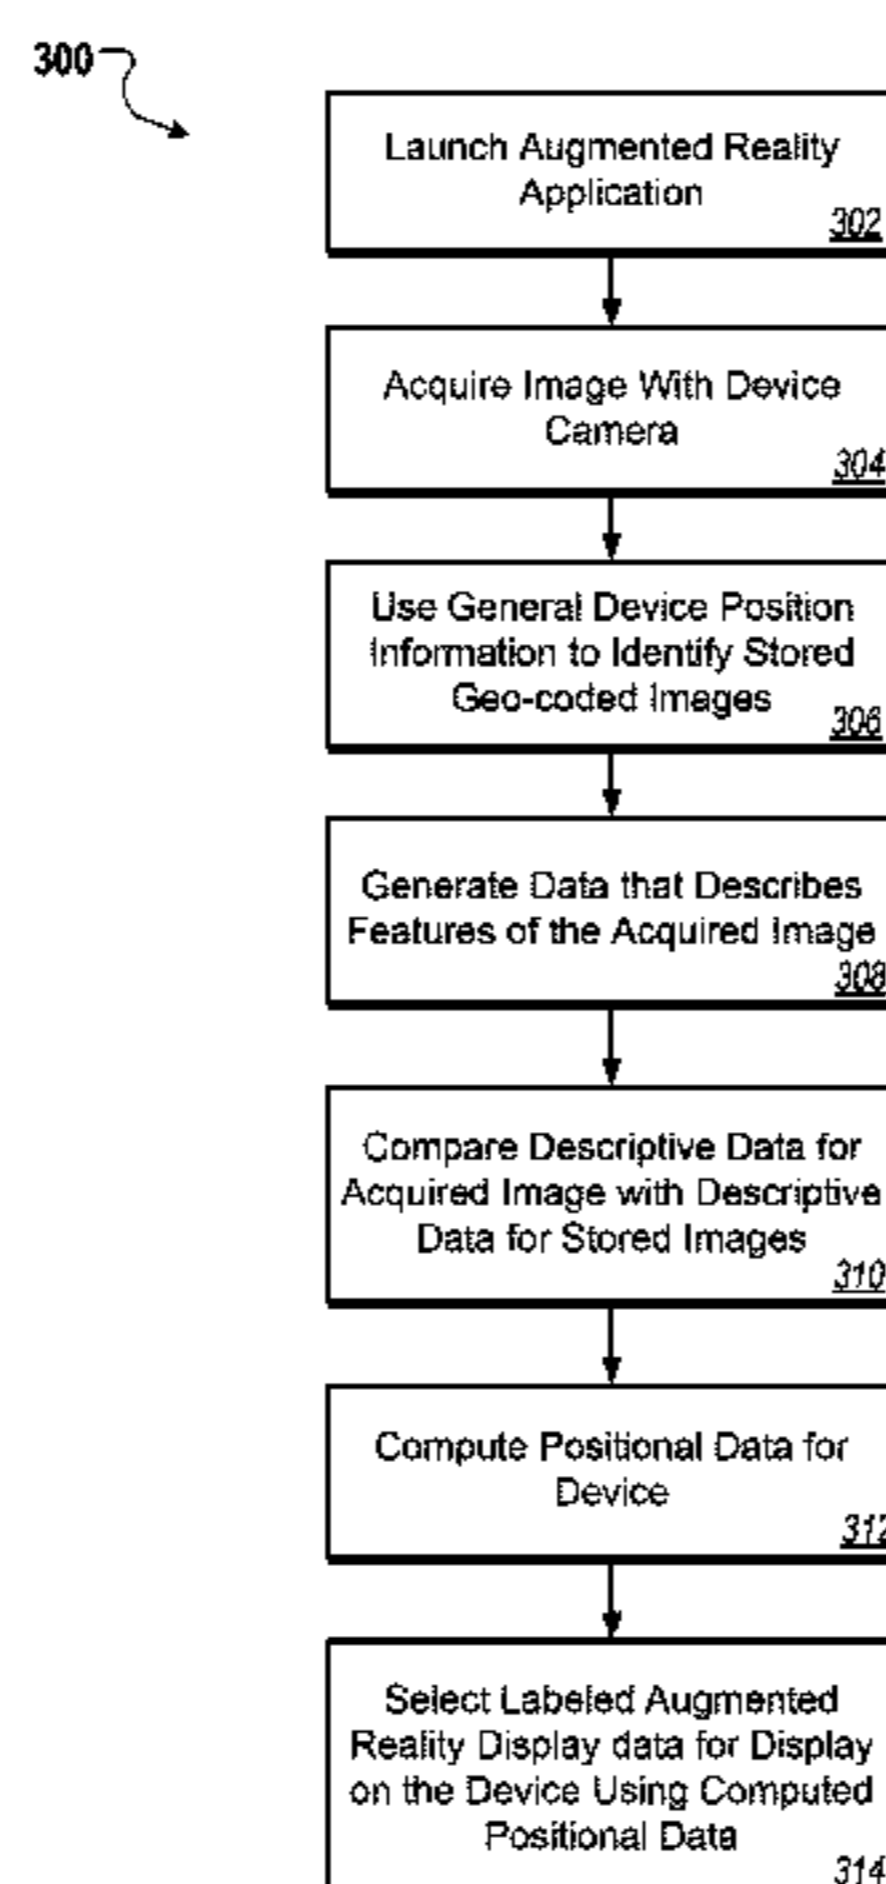 300
Launch Augmented Reality
Application
302
Acquire Image With Device
Camera
304
Use General Device Position
Information to Identify Stored
Geo-coded Images
306
Generate Data that Describes
Features of the Acquired Image
308
Compare Descriptive Data for
Acquired Image with Descriptive
Data for Stored Images
310
Compute Positional Data for
Device
312
Select Labeled Augmented
Reality Display data for Display
on the Device Using Computed
Positional Data
314